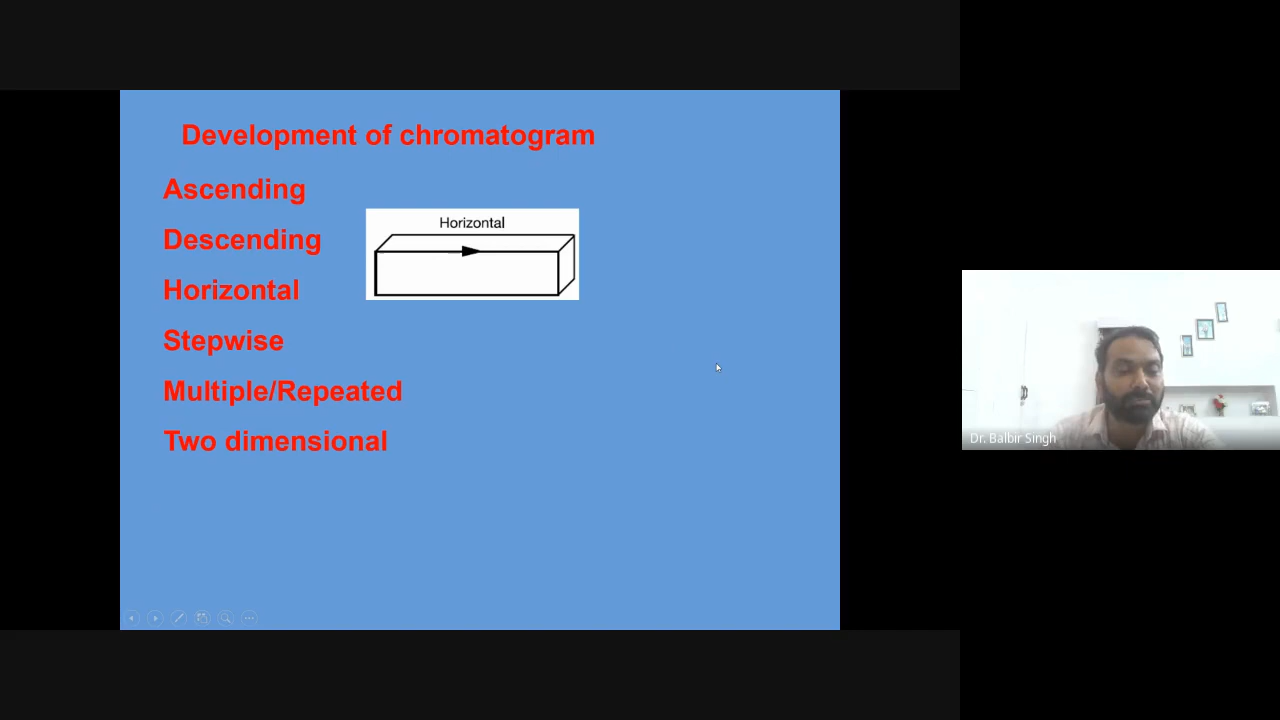 Development of chromatogram
Ascending
Horizontal
Descending
Horizontal
Stepwise
Multiple/Repeated
Two dimensional
Dr. Balbir Singh